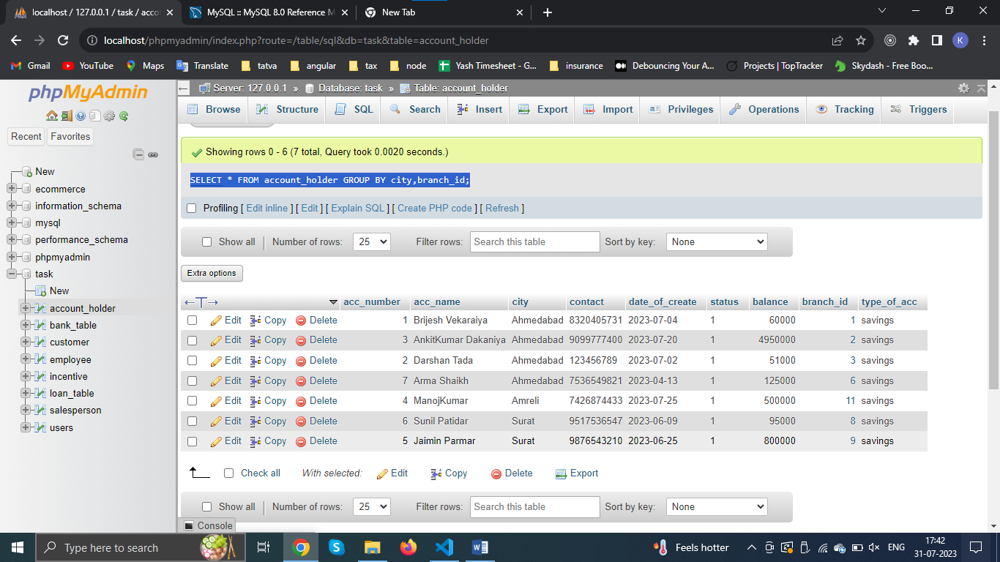 localhost / 127.0.0.1 / task / acco
MySQL :: MySQL 8.0 Reference M
New Tab
localhost/phpmyadmin/index.php?route=/table/sql&db=task&table=account_holder
K
Gmail YouTube Maps Translate tatva angular tax node Yash Timesheet - G... insurance Debouncing Your A... Projects | TopTracker Skydash - Free Boo...
phpMyAdmin
Recent Favorites
New
ecommerce
information_schema
mysql
performance_schema
phpmyadmin
task
New
account_holder
bank_table
customer
employee
incentive
loan_table
salesperson
users
Server: 127.0.0.1 » Database: task » Table: account_holder
Browse Structure SQL Search Insert Export Import Privileges Operations Tracking Triggers
Showing rows 0 - 6 (7 total, Query took 0.0020 seconds.)
SELECT * FROM account_holder GROUP BY city,branch_id;
Profiling [ Edit inline ] [ Edit ] [ Explain SQL ] [ Create PHP code ] [ Refresh ]
Show all | Number of rows: 25 Filter rows: Search this table Sort by key: None
Extra options
acc_number acc_name city contact date_of_create status balance branch_id type_of_acc
Edit Copy Delete 1 Brijesh Vekaraiya Ahmedabad 8320405731 2023-07-04 1 60000 1 savings
Edit Copy Delete 3 AnkitKumar Dakaniya Ahmedabad 9099777400 2023-07-20 1 4950000 2 savings
Edit Copy Delete 2 Darshan Tada Ahmedabad 123456789 2023-07-02 1 51000 3 savings
Edit Copy Delete 7 Arma Shaikh Ahmedabad 7536549821 2023-04-13 1 125000 6 savings
Edit Copy Delete 4 ManojKumar Amreli 7426874433 2023-07-25 1 500000 11 savings
Edit Copy Delete 6 Sunil Patidar Surat 9517536547 2023-06-09 1 95000 8 savings
Edit Copy Delete 5 Jaimin Parmar Surat 9876543210 2023-06-25 1 800000 9 savings
Check all With selected: Edit Copy Delete Export
Show all | Number of rows: 25 Filter rows: Search this table Sort by key: None
Console
Type here to search
Feels hotter
ENG
17:42
31-07-2023